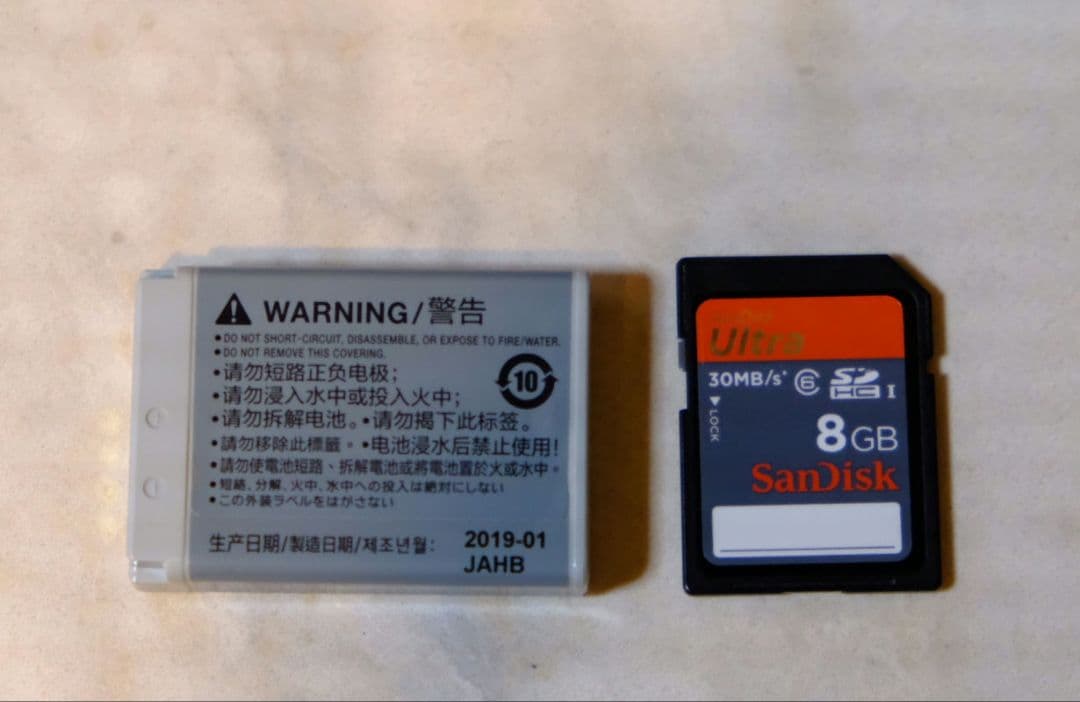 WARNING/警告
•DO NOT SHORT-CIRCUIT, DISASSEMBLE, OR EXPOSE TO FIRE/WATER.
•DO NOT REMOVE THIS COVERING.
•请勿短路正负电极；
•请勿浸入水中或投入火中；
10
•请勿拆解电池。•请勿揭下此标签。
•請勿移除此標籤。•电池浸水后禁止使用！
•請勿使電池短路、拆解電池或將電池置於火或水中。
•短絡、分解、火中、水中への投入は絶対にしない
•この外装ラベルをはがさない
生产日期/製造日期/제조년월：
2019-01
JAHB
SanDisk
Ultra
30MB/s* 6 SDHC I
LOCK
8GB
SanDisk